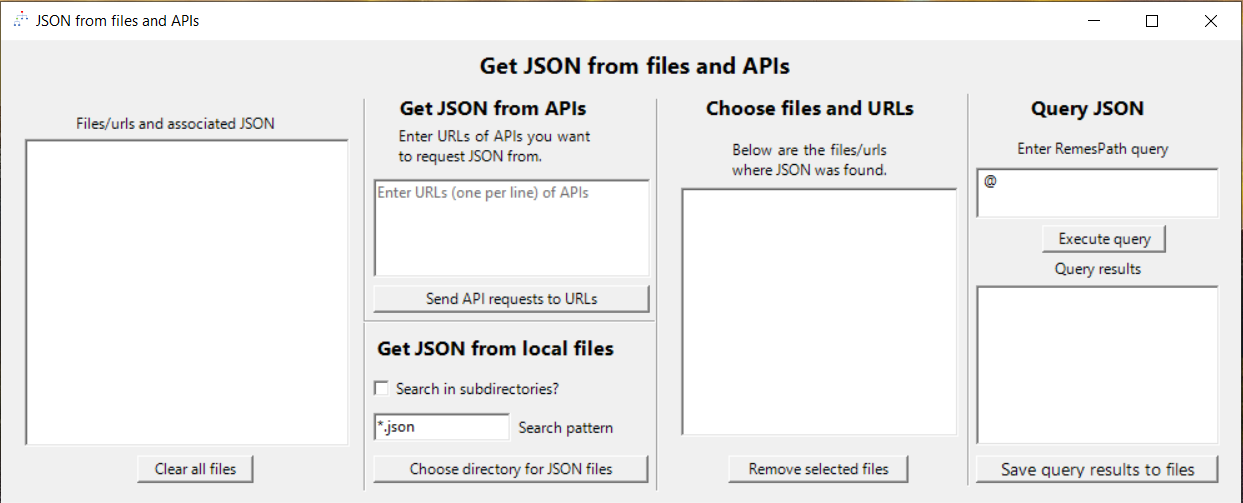 JSON from files and APIs
Get JSON from files and APIs
Files/urls and associated JSON
Clear all files
Get JSON from APIs
Enter URLs of APIs you want
to request JSON from.
Enter URLs (one per line) of APIs
Send API requests to URLs
Get JSON from local files
Search in subdirectories?
*.json Search pattern
Choose directory for JSON files
Choose files and URLs
Below are the files/urls
where JSON was found.
Remove selected files
Query JSON
Enter RemesPath query
@
Execute query
Query results
Save query results to files